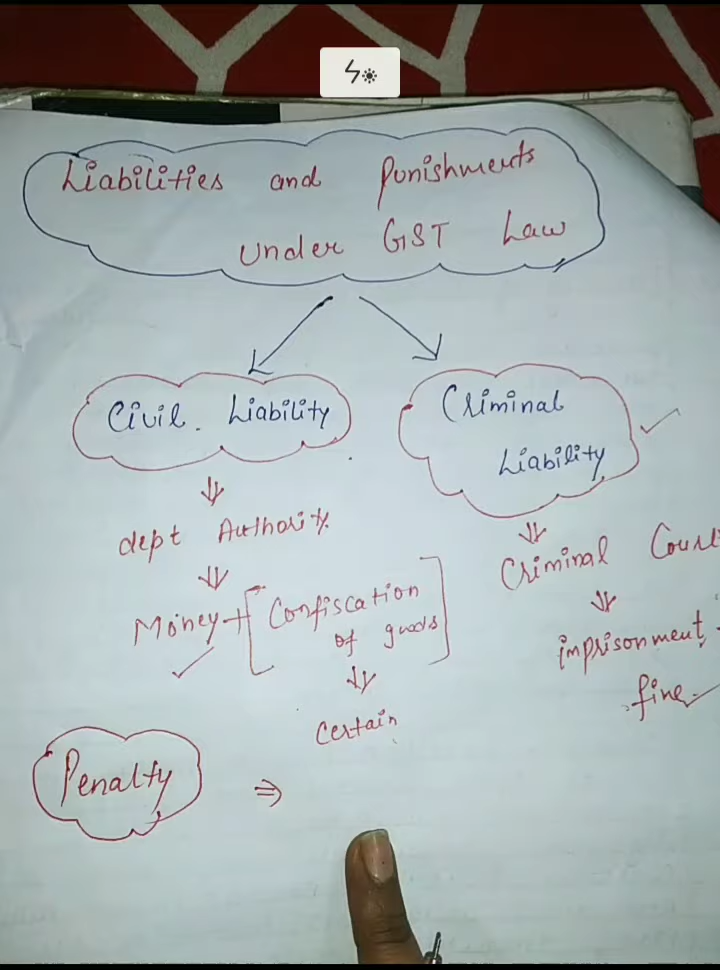 Liabilities and Punishments
under GST Law
Civil. Liability
Criminal
Liability
dept Authority
Money + [Confiscation
of goods]
Certain
Criminal Court
imprisonment +
fine
Penalty ⇒